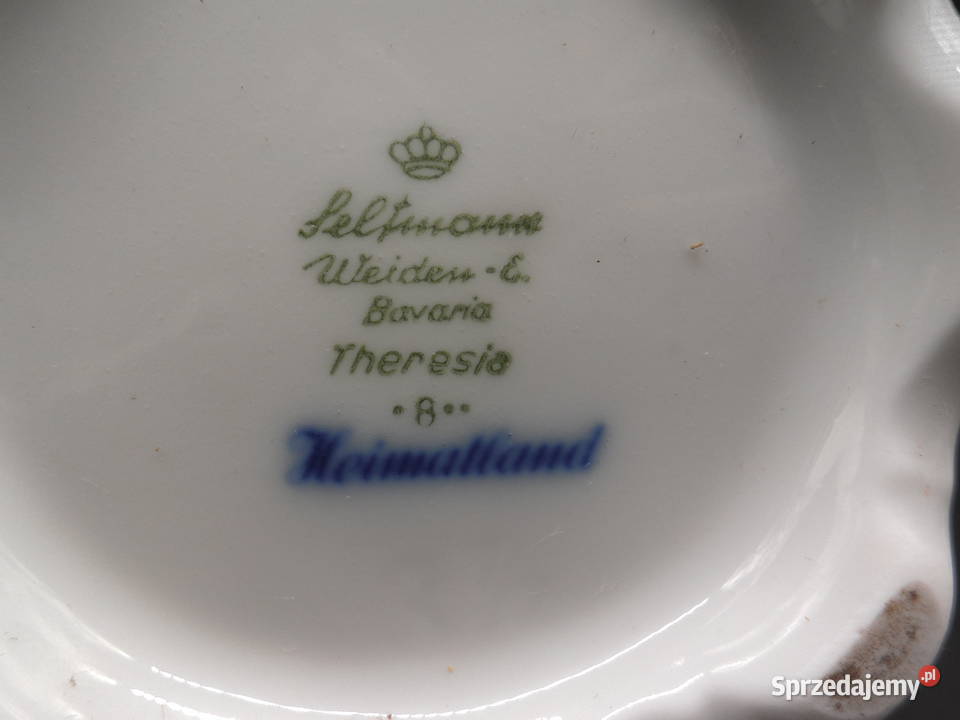 Seltmann
Weiden-E.
Bavaria
Theresia
·8··
Heimatland
Sprzedajemy.pl